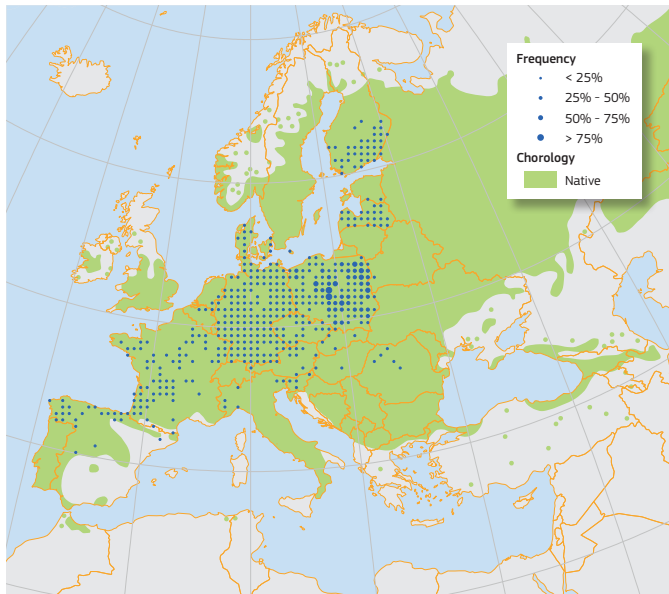 Frequency
< 25%
25% - 50%
50% - 75%
> 75%
Chorology
Native